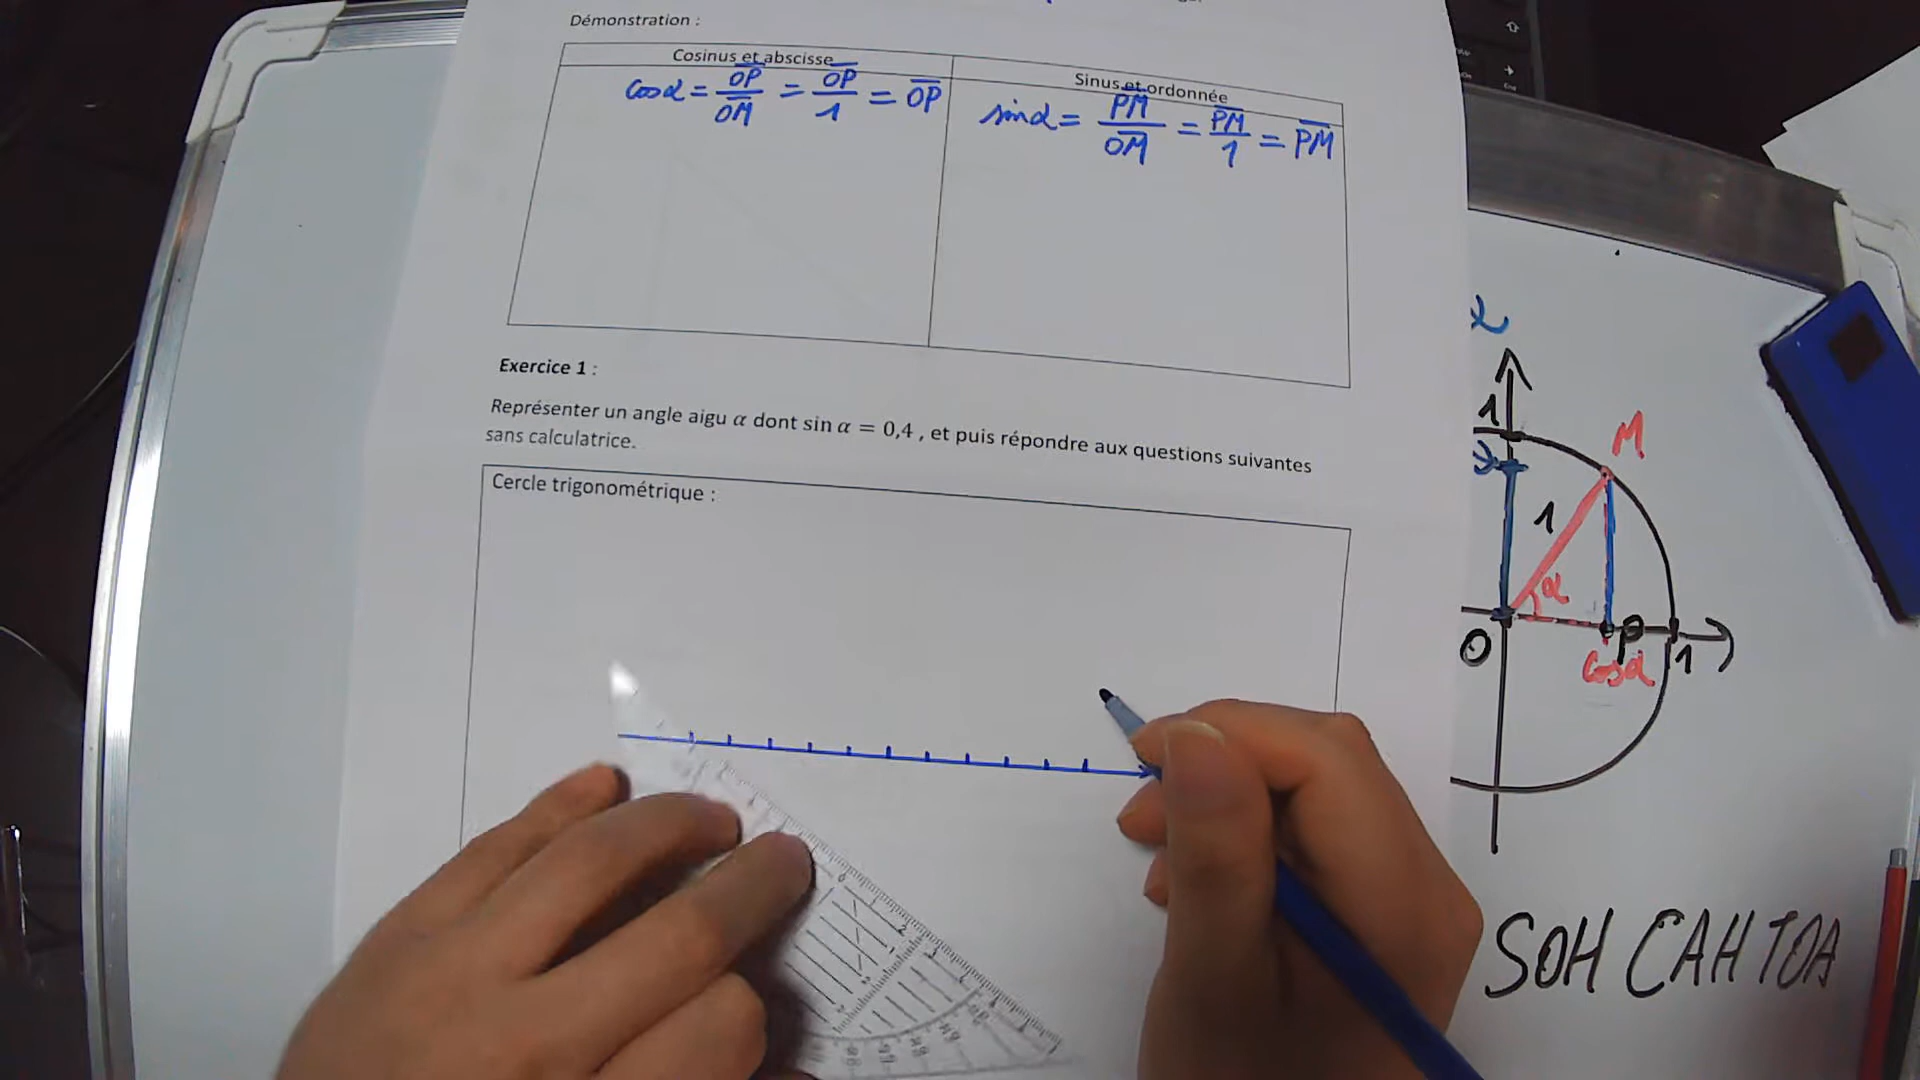 Démonstration :
Cosinus et abscisse
cos α = OP/OM = OP/1 = OP
Sinus et ordonnée
sin α = PM/OM = PM/1 = PM
Exercice 1 :
Représenter un angle aigu α dont sin α = 0,4 , et puis répondre aux questions suivantes
sans calculatrice.
Cercle trigonométrique :
1
M
1
α
O
P
1
cos α
SOH CAH TOA